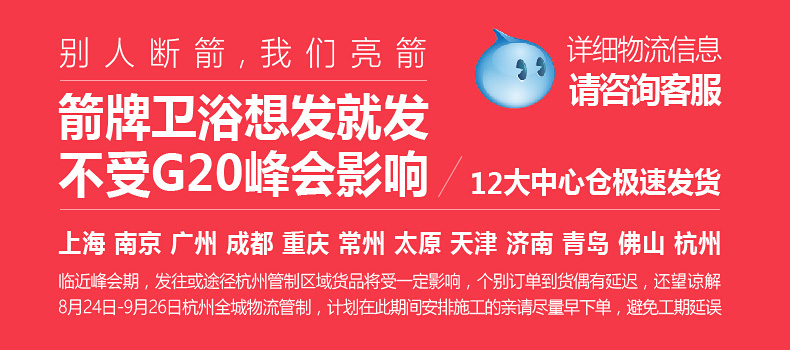 别人断箭,我们亮箭
箭牌卫浴想发就发
不受G20峰会影响
详细物流信息
请咨询客服
12大中心仓极速发货
上海 南京 广州 成都 重庆 常州 太原 天津 济南 青岛 佛山 杭州
临近峰会期，发往或途径杭州管制区域货品将受一定影响，个别订单到货偶有延迟，还望谅解
8月24日-9月26日杭州全城物流管制，计划在此期间安排施工的亲请尽量早下单，避免工期延误